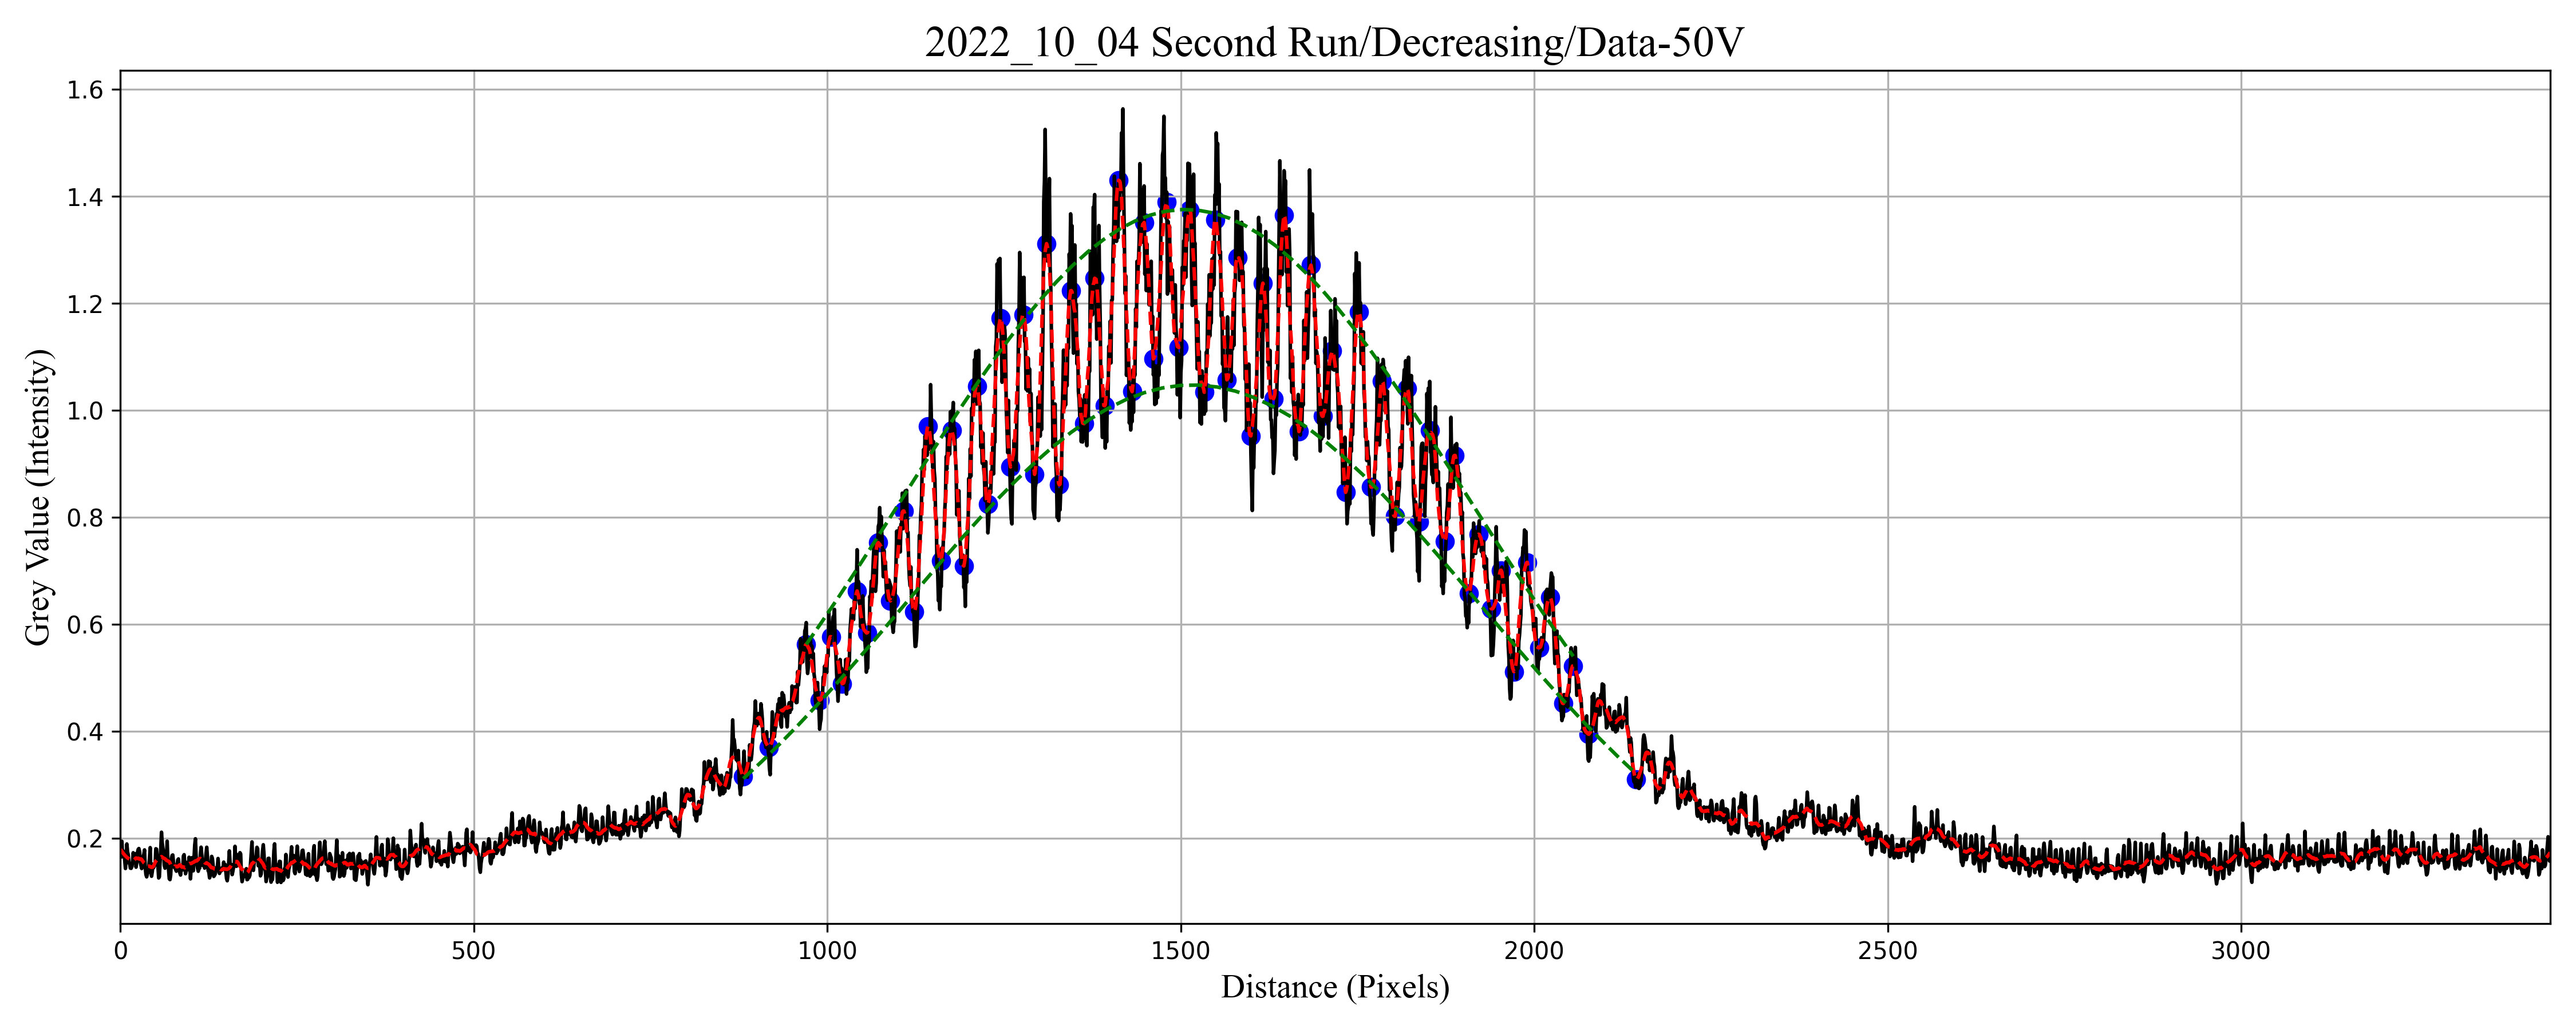 2022_10_04 Second Run/Decreasing/Data-50V
1.6
1.4
1.2
1.0
0.8
0.6
0.4
0.2
Grey Value (Intensity)
0 500 1000 1500 2000 2500 3000
Distance (Pixels)